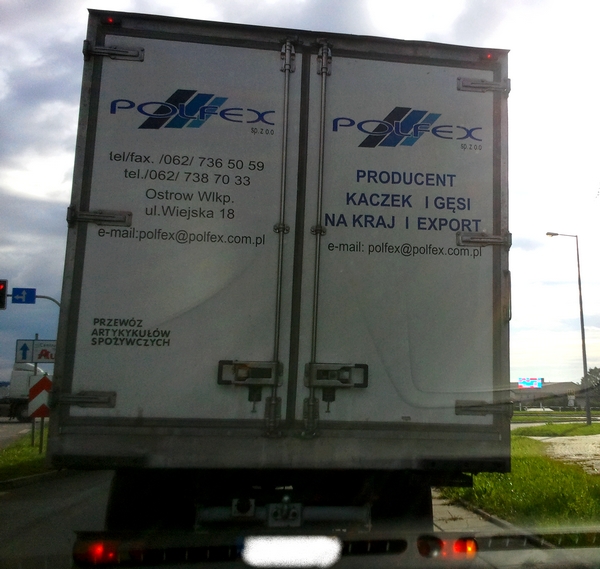 POLFEX
sp. z o.o
tel/fax. /062/ 736 50 59
tel./062/ 738 70 33
Ostrow Wlkp.
ul.Wiejska 18
e-mail:polfex@polfex.com.pl
PRZEWÓZ
ARTYKYKUŁÓW
SPOŻYWCZYCH
POLFEX
sp. z o.o
PRODUCENT
KACZEK I GĘSI
NA KRAJ I EXPORT
e-mail: polfex@polfex.com.pl